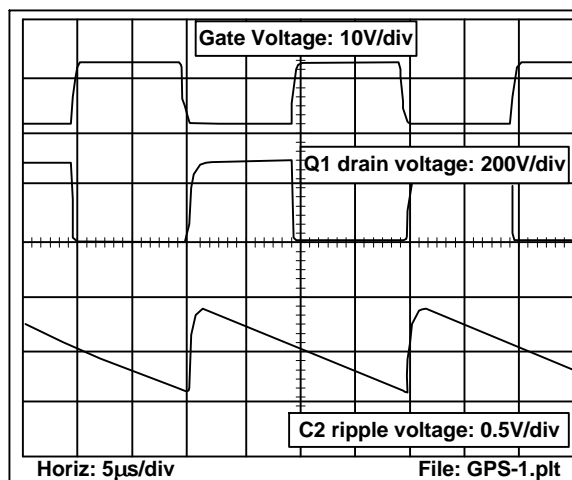 Gate Voltage: 10V/div
Q1 drain voltage: 200V/div
C2 ripple voltage: 0.5V/div
Horiz: 5µs/div File: GPS-1.plt